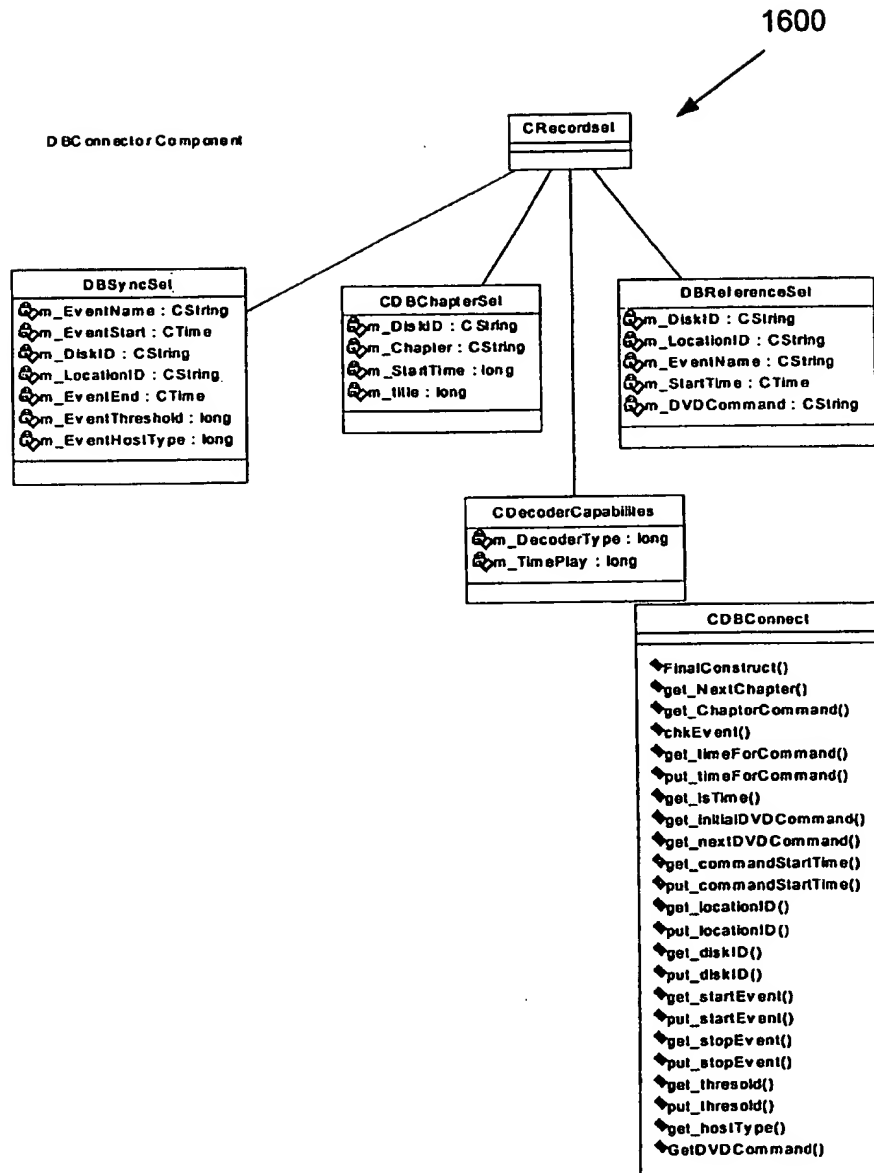 1600
DBConnector Component
CRecordset
DBSyncSet
m_EventName : CString
m_EventStart : CTime
m_DiskID : CString
m_LocationID : CString
m_EventEnd : CTime
m_EventThreshold : long
m_EventHostType : long
CDBChapterSet
m_DiskID : CString
m_Chapter : CString
m_StartTime : long
m_title : long
DBReferenceSet
m_DiskID : CString
m_LocationID : CString
m_EventName : CString
m_StartTime : CTime
m_DVDCommand : CString
CDecoderCapabilites
m_DecoderType : long
m_TimePlay : long
CDBConnect
FinalConstruct()
get_NextChapter()
get_ChaptorCommand()
chkEvent()
get_timeForCommand()
put_timeForCommand()
get_isTime()
get_initialDVDCommand()
get_nextDVDCommand()
get_commandStartTime()
put_commandStartTime()
get_locationID()
put_locationID()
get_diskID()
put_diskID()
get_startEvent()
put_startEvent()
get_stopEvent()
put_stopEvent()
get_thresold()
put_thresold()
get_hostType()
GetDVDCommand()